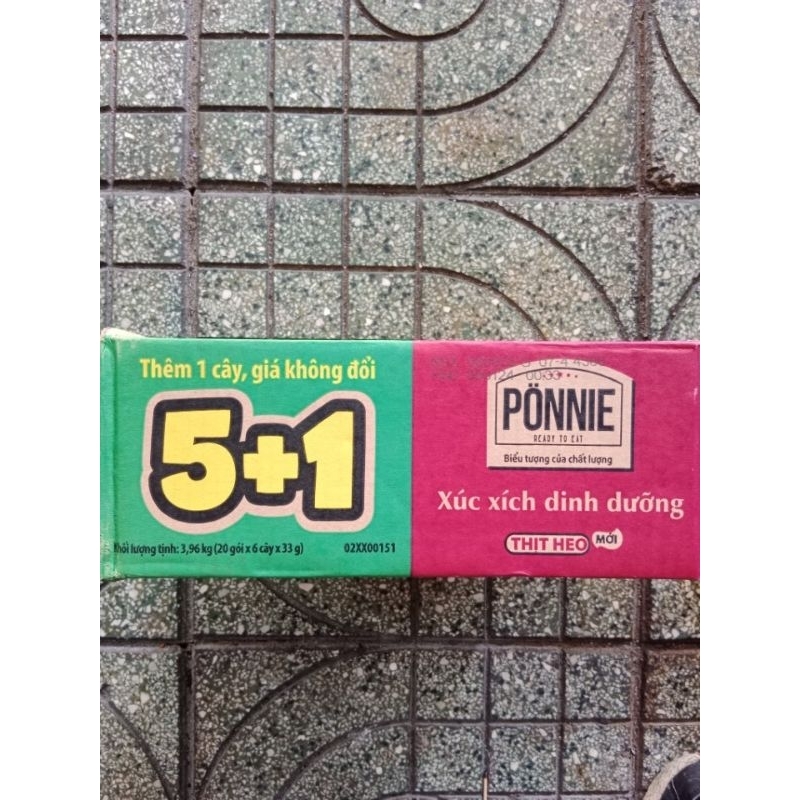 Thêm 1 cây, giá không đổi
5+1
Khối lượng tịnh: 3,96 kg (20 gói x 6 cây x 33 g)
02XX00151
PÖNNIE
READY TO EAT
Biểu tượng của chất lượng
Xúc xích dinh dưỡng
THỊT HEO
MỚI